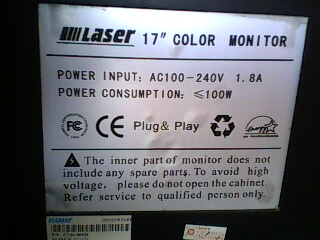 Laser 17" COLOR MONITOR
POWER INPUT: AC100-240V 1.8A
POWER CONSUMPTION: ≤100W
FC CE Plug& Play
The inner part of monitor does not
include any spare parts. To avoid high
voltage, please do not open the cabinet.
Refer service to qualified person only.
Laser